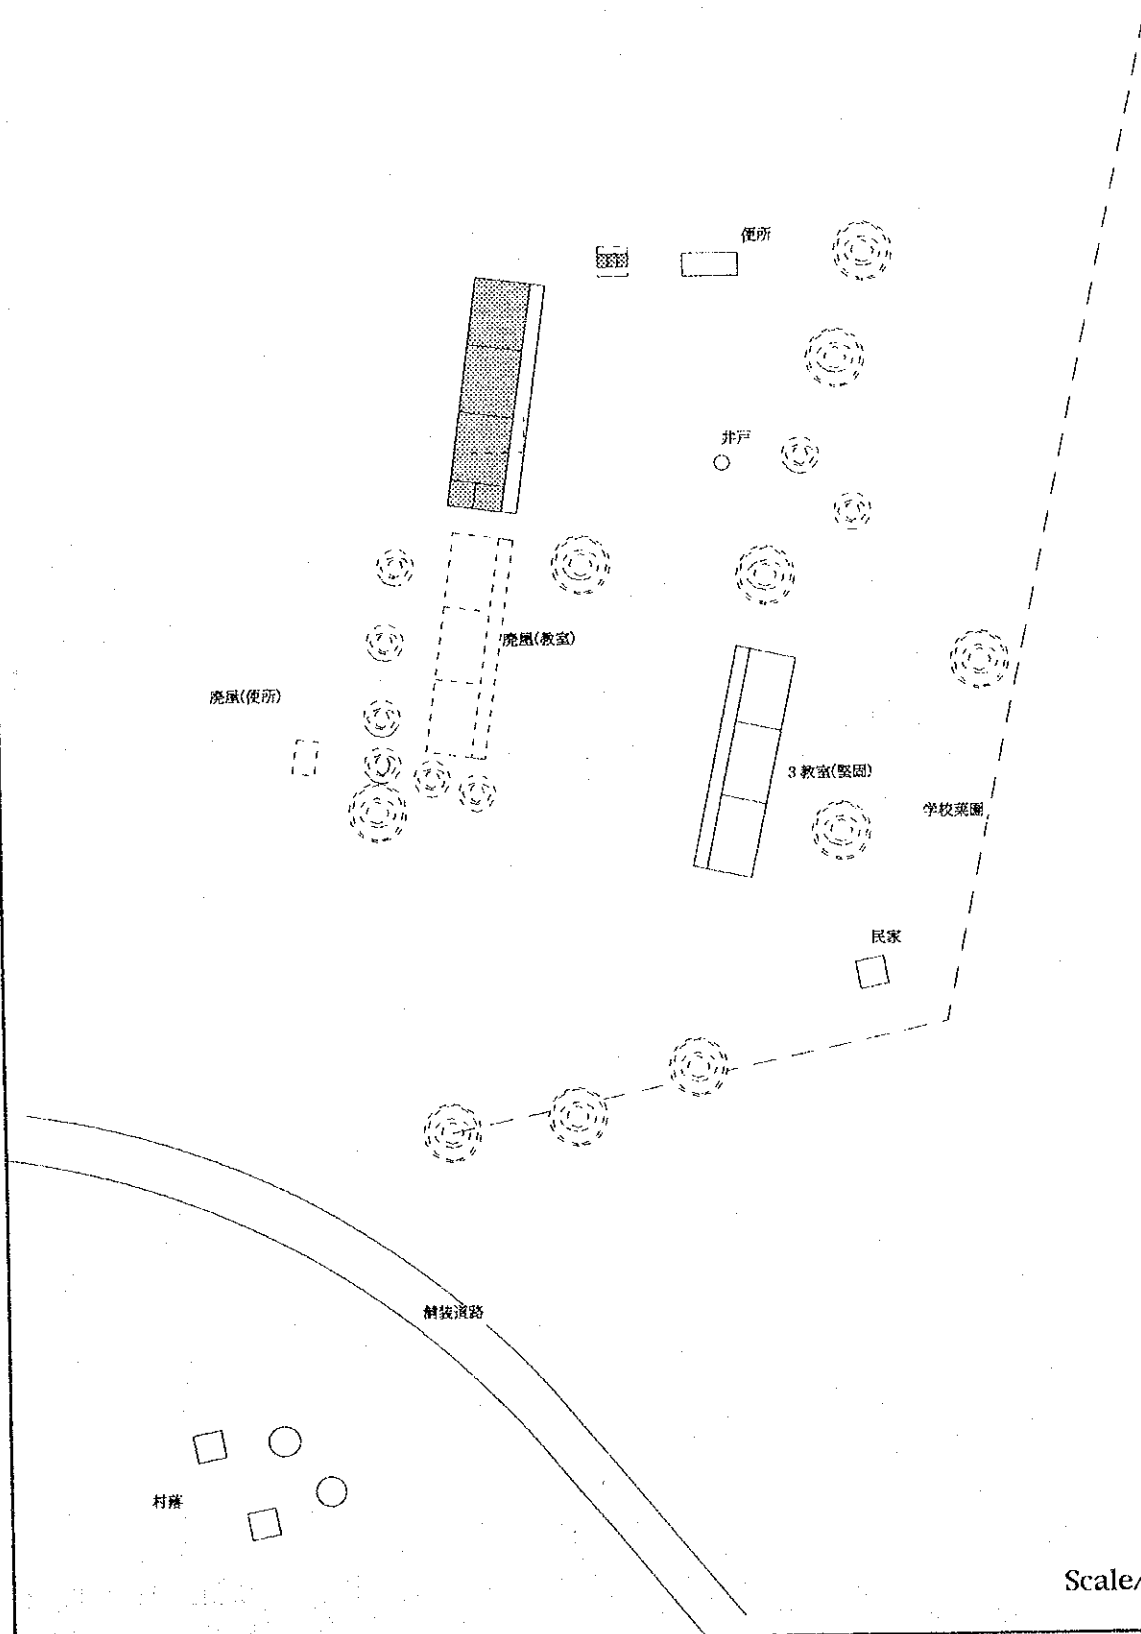 便所
井戸
廃屋(教室)
廃屋(便所)
3教室(堅固)
学校菜園
民家
舗装道路
村落
Scale/